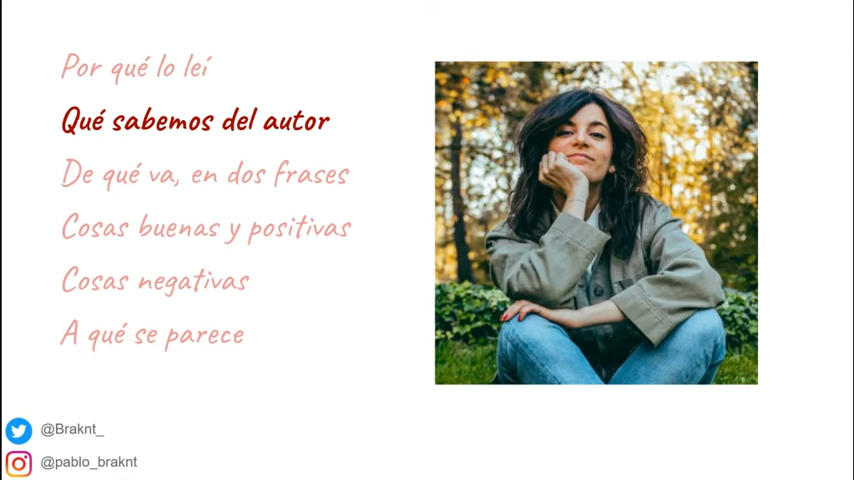 Por qué lo leí
Qué sabemos del autor
De qué va, en dos frases
Cosas buenas y positivas
Cosas negativas
A qué se parece
@Braknt_
@pablo_braknt